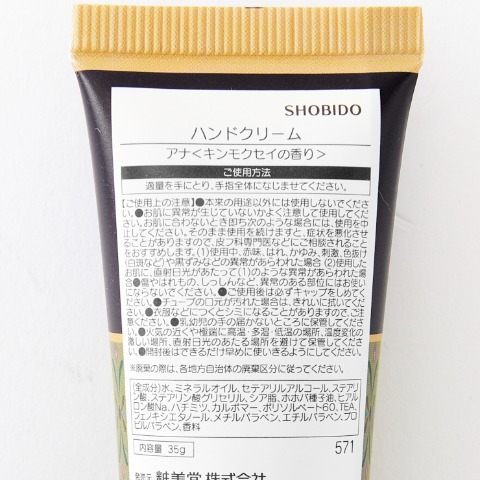 SHOBIDO
ハンドクリーム
アナ<キンモクセイの香り>
ご使用方法
適量を手にとり、手指全体になじませてください。
【ご使用上の注意】●本来の用途以外には使用しないでくださ
い。●お肌に異常が生じていないかよく注意して使用してくだ
さい。お肌に合わないとき即ち次のような場合には、使用を中
止してください。そのまま使用を続けますと、症状を悪化させ
ることがありますので、皮フ科専門医などにご相談されること
をおすすめします。(1)使用中、赤味、はれ、かゆみ、刺激、色抜け
(白斑など)や黒ずみなどの異常があらわれた場合(2)使用した
お肌に、直射日光があたって(1)のような異常があらわれた場合
●傷やはれもの、しっしんなど、異常のある部位にはお使い
にならないでください。●ご使用後は必ずキャップをしめてく
ださい。●チューブの口元が汚れた場合は、きれいに拭いてくだ
さい。●衣服などにつくとシミになることがありますので、ご注
意ください。●乳幼児の手の届かないところに保管してくださ
い。●火気の近くや極端に高温・多湿・低温の場所、温度変化の
激しい場所、直射日光のあたる場所を避けて保管してください。
●開封後はできるだけ早めに使いきるようにしてください。
※廃棄の際は、各地方自治体の廃棄区分に従ってください。
(全成分)水、ミネラルオイル、セテアリルアルコール、ステアリン
酸、ステアリン酸グリセリル、シア脂、ホホバ種子油、ヒアル
ロン酸Na、ハチミツ、カルボマー、ポリソルベート60、TEA、
フェノキシエタノール、メチルパラベン、エチルパラベン、プロ
ピルパラベン、香料
内容量 35g
571
発売元 粧美堂株式会社